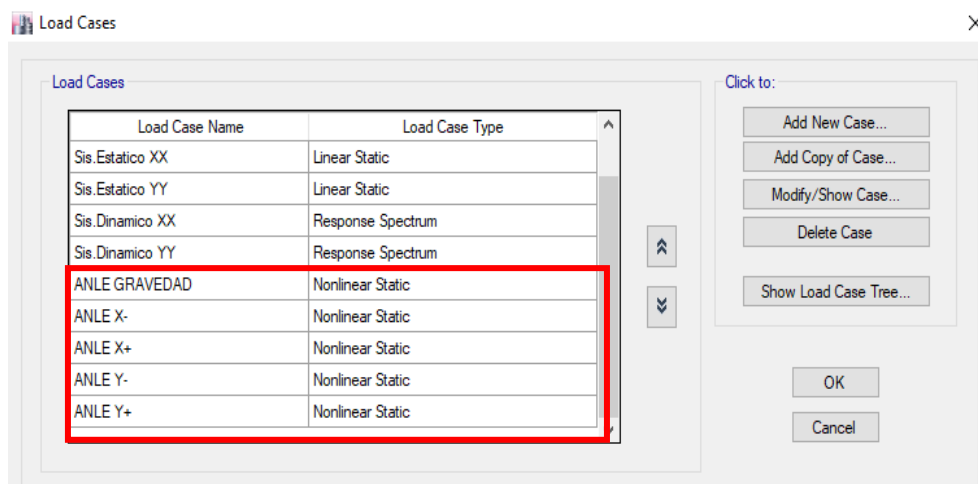 Load Cases
Load Cases
Click to:
Load Case Name Load Case Type
Sis.Estatico XX Linear Static
Sis.Estatico YY Linear Static
Sis.Dinamico XX Response Spectrum
Sis.Dinamico YY Response Spectrum
ANLE GRAVEDAD Nonlinear Static
ANLE X- Nonlinear Static
ANLE X+ Nonlinear Static
ANLE Y- Nonlinear Static
ANLE Y+ Nonlinear Static
Add New Case...
Add Copy of Case...
Modify/Show Case...
Delete Case
Show Load Case Tree...
OK
Cancel